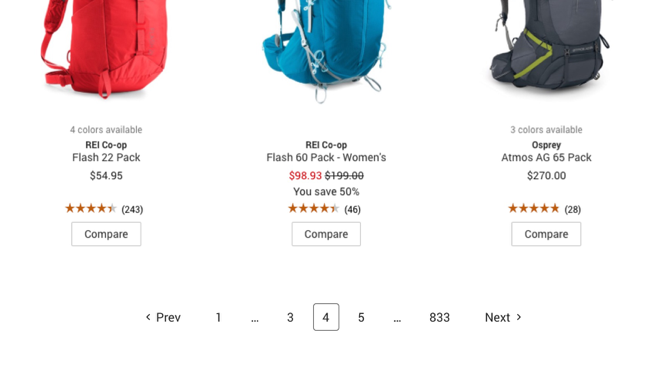 4 colors available
REI Co-op
Flash 22 Pack
$54.95
(243)
Compare
REI Co-op
Flash 60 Pack - Women's
$98.93 $199.00
You save 50%
(46)
Compare
3 colors available
Osprey
Atmos AG 65 Pack
$270.00
(28)
Compare
Prev 1 ... 3 4 5 ... 833 Next